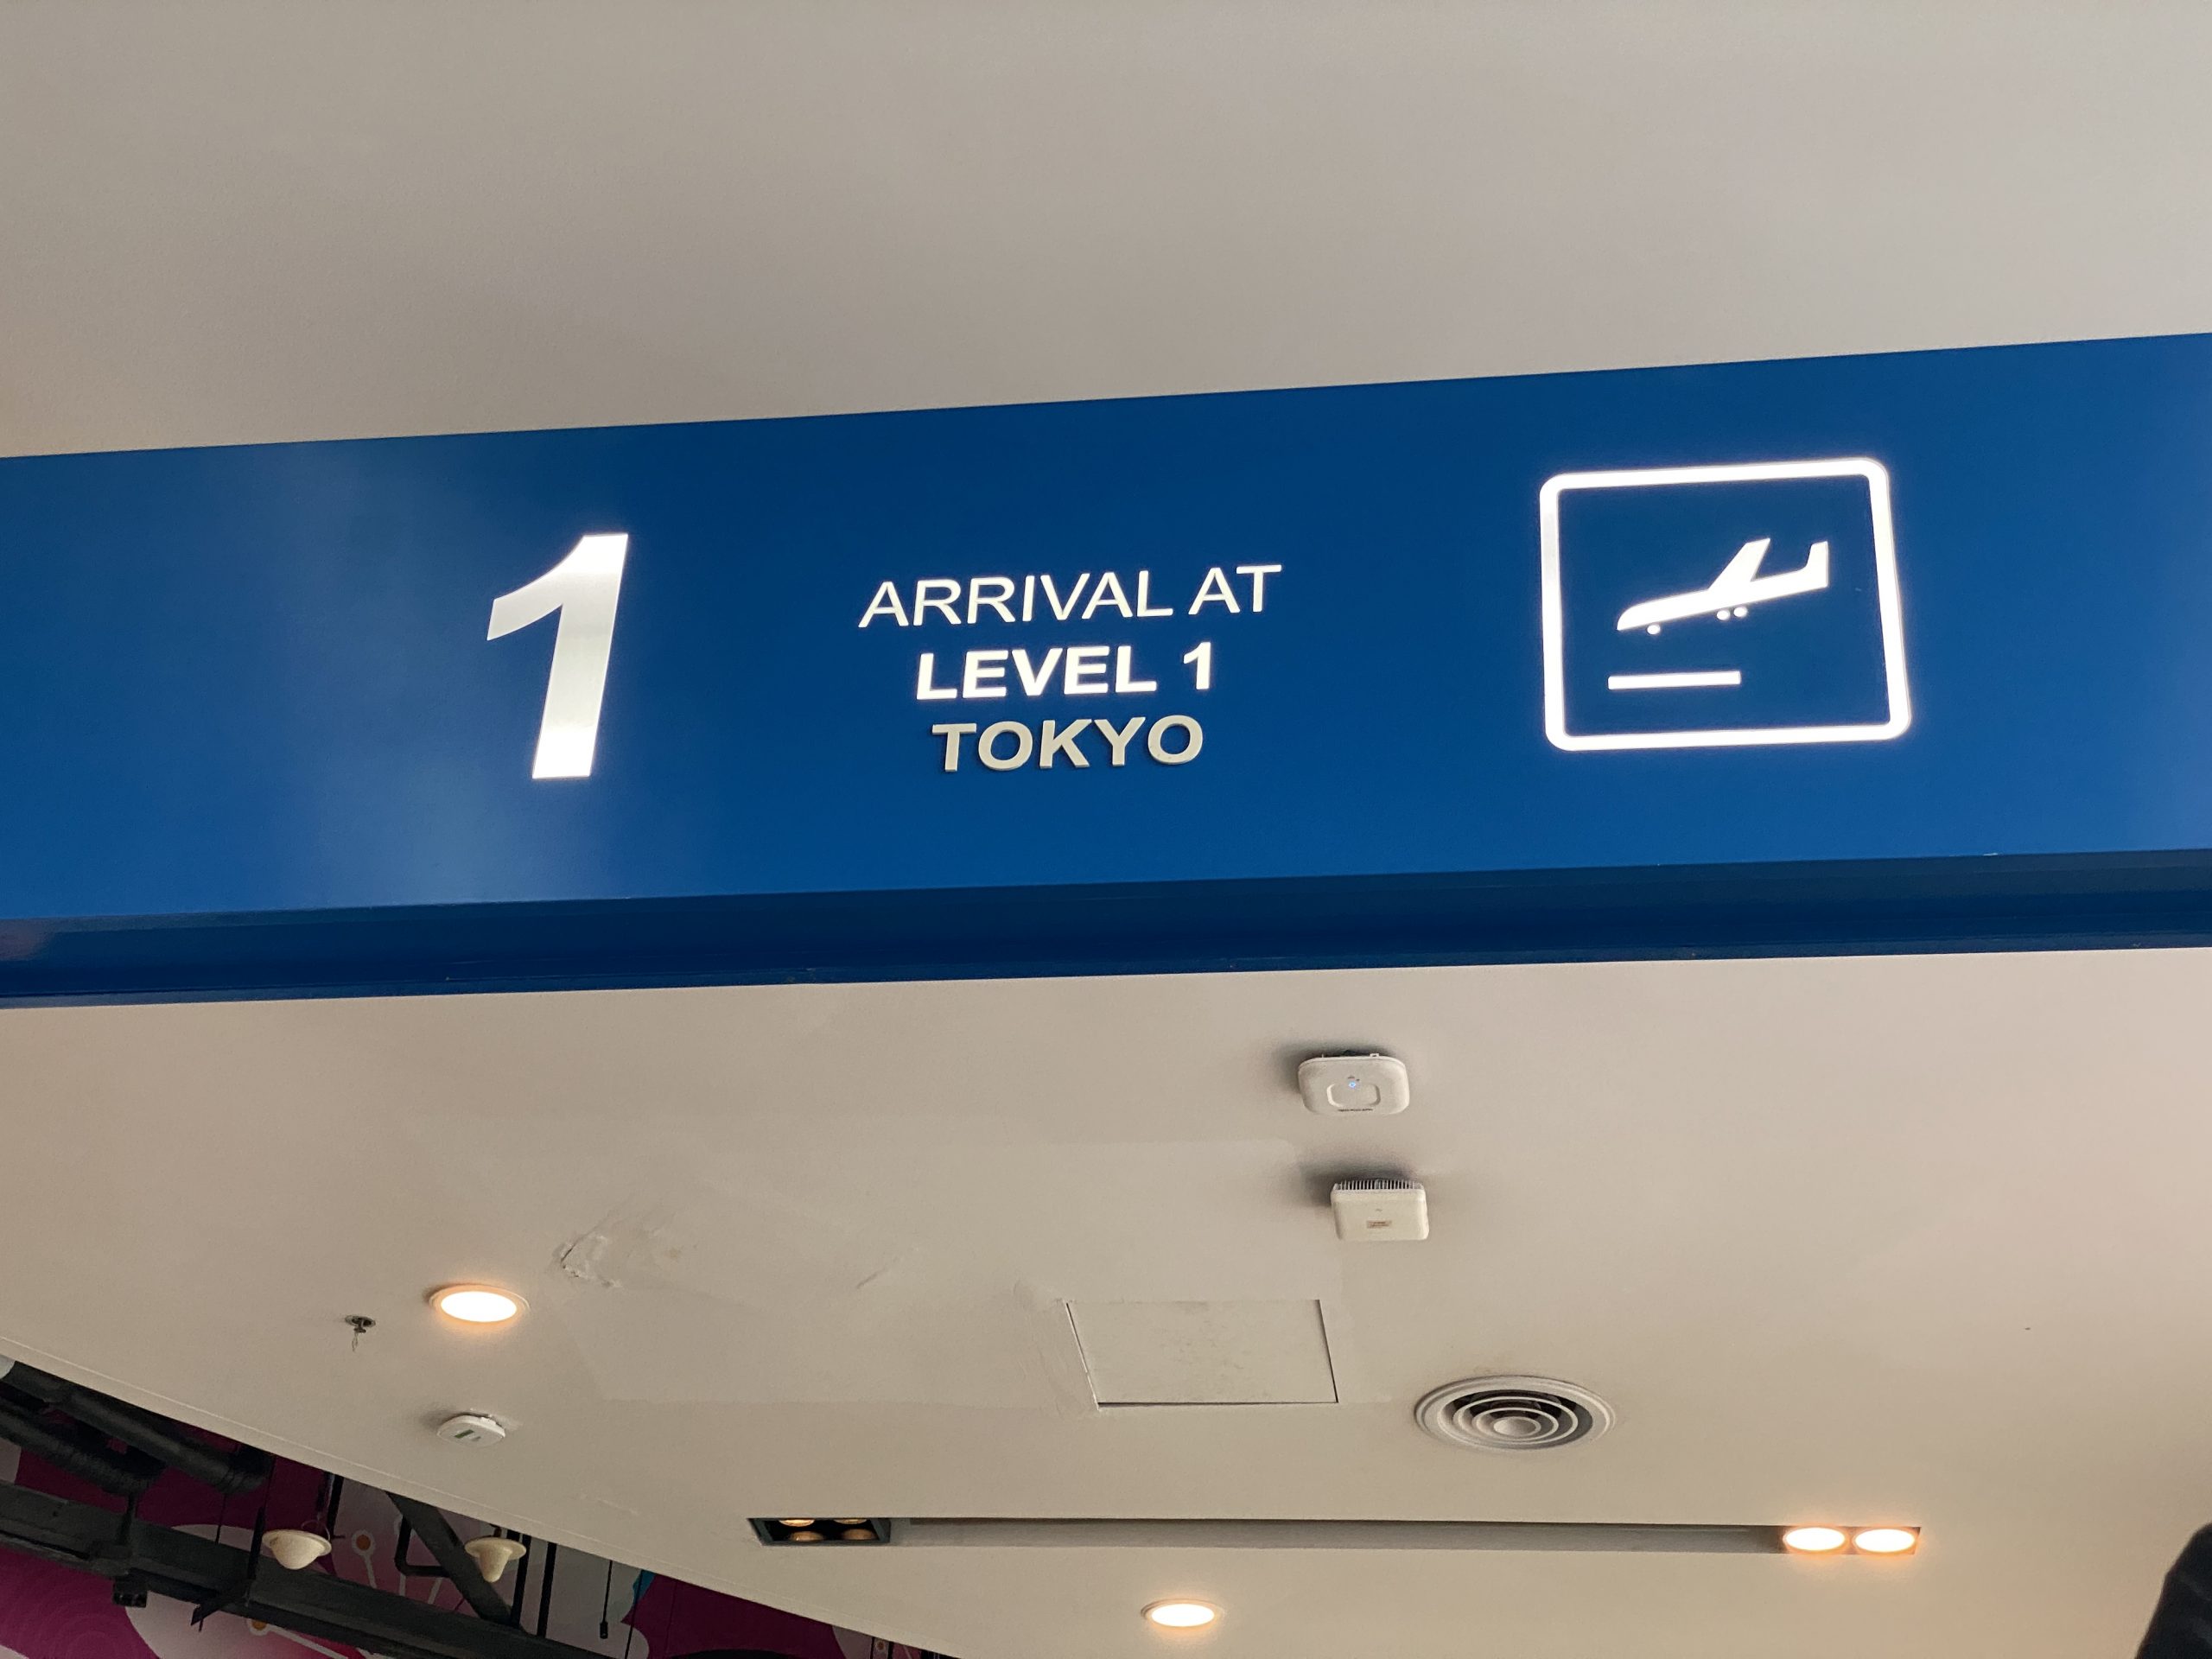 1
ARRIVAL AT
LEVEL 1
TOKYO